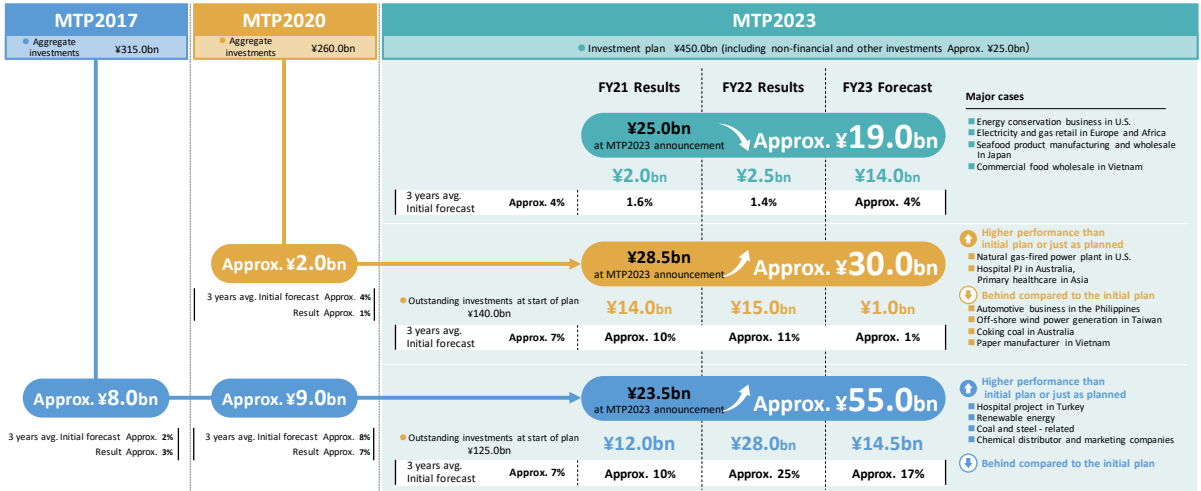 MTP2017
Aggregate
investments
¥315.0bn
MTP2020
Aggregate
investments
¥260.0bn
MTP2023
Investment plan ¥450.0bn (including non-financial and other investments Approx. ¥25.0bn)
FY21 Results
FY22 Results
FY23 Forecast
¥25.0bn
at MTP2023 announcement
Approx. ¥19.0bn
¥2.0bn
¥2.5bn
¥14.0bn
3 years avg.
Initial forecast
Approx. 4%
1.6%
1.4%
Approx. 4%
Major cases
Energy conservation business in U.S.
Electricity and gas retail in Europe and Africa
Seafood product manufacturing and wholesale
In Japan
Commercial food wholesale in Vietnam
Approx. ¥2.0bn
3 years avg. Initial forecast Approx. 4%
Result Approx. 1%
¥28.5bn
at MTP2023 announcement
Approx. ¥30.0bn
Outstanding investments at start of plan
¥140.0bn
¥14.0bn
¥15.0bn
¥1.0bn
3 years avg.
Initial forecast
Approx. 7%
Approx. 10%
Approx. 11%
Approx. 1%
Higher performance than
initial plan or just as planned
Natural gas-fired power plant in U.S.
Hospital PJ in Australia,
Primary healthcare in Asia
Behind compared to the initial plan
Automotive business in the Philippines
Off-shore wind power generation in Taiwan
Coking coal in Australia
Paper manufacturer in Vietnam
Approx. ¥8.0bn
3 years avg. Initial forecast Approx. 2%
Result Approx. 3%
Approx. ¥9.0bn
3 years avg. Initial forecast Approx. 8%
Result Approx. 7%
¥23.5bn
at MTP2023 announcement
Approx. ¥55.0bn
Outstanding investments at start of plan
¥125.0bn
¥12.0bn
¥28.0bn
¥14.5bn
3 years avg.
Initial forecast
Approx. 7%
Approx. 10%
Approx. 25%
Approx. 17%
Higher performance than
initial plan or just as planned
Hospital project in Turkey
Renewable energy
Coal and steel - related
Chemical distributor and marketing companies
Behind compared to the initial plan